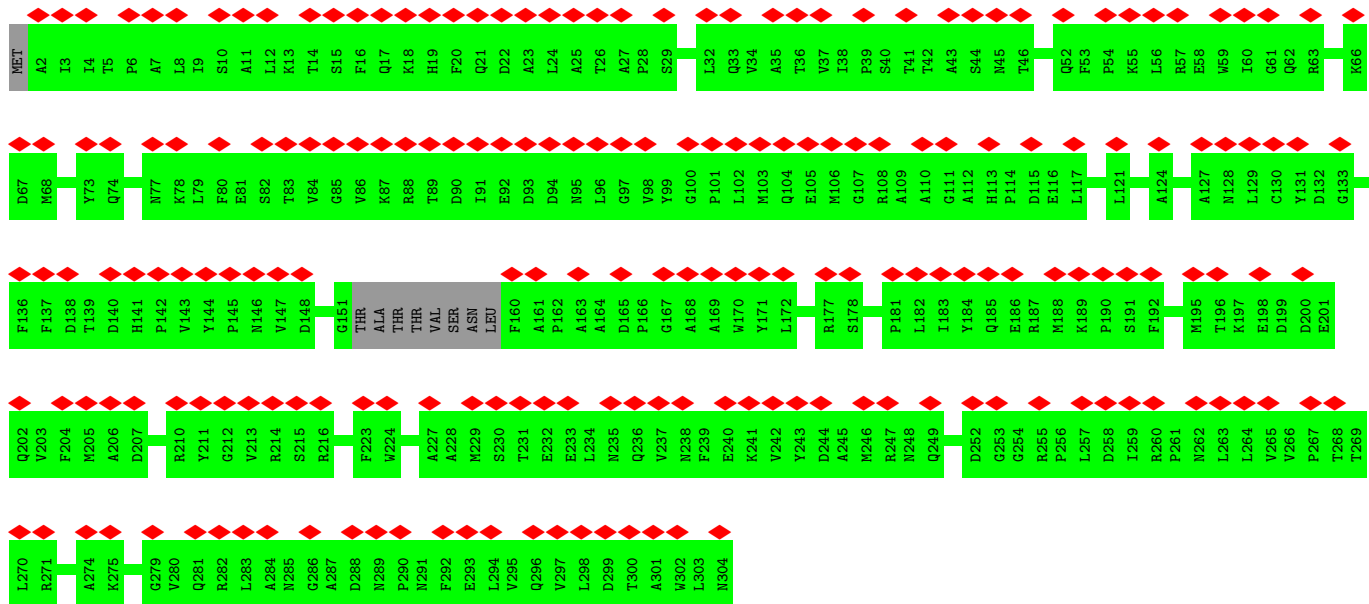 MET A2 I3 I4 T5 P6 A7 L8 I9 S10 A11 L12 K13 T14 S15 F16 Q17 K18 H19 F20 Q21 D22 A23 L24 A25 T26 A27 P28 S29 L32 Q33 V34 A35 T36 V37 I38 P39 S40 T41 T42 A43 S44 N45 T46 Q52 F53 P54 K55 L56 R57 E58 W59 I60 G61 Q62 R63 K66
D67 M68 Y73 Q74 N77 K78 L79 F80 E81 S82 T83 V84 G85 V86 K87 R88 T89 D90 I91 E92 D93 D94 N95 L96 G97 V98 Y99 G100 P101 L102 M103 Q104 E105 M106 G107 R108 A109 A110 G111 A112 H113 P114 D115 E116 L117 L121 A124 A127 N128 L129 C130 Y131 D132 G133
F136 F137 D138 T139 D140 H141 P142 V143 Y144 P145 N146 V147 D148 G151 THR ALA THR THR VAL SER ASN LEU F160 A161 P162 A163 A164 D165 P166 G167 A168 A169 W170 Y171 L172 R177 S178 P181 L182 I183 Y184 Q185 E186 R187 M188 K189 P190 S191 F192 M195 T196 K197 E198 D199 D200 E201
Q202 V203 F204 M205 A206 D207 R210 Y211 G212 V213 R214 S215 R216 F223 W224 A227 A228 M229 S230 T231 E232 E233 L234 N235 Q236 V237 N238 F239 E240 K241 V242 Y243 D244 A245 M246 R247 N248 Q249 D252 G253 G254 R255 P256 L257 D258 I259 R260 P261 N262 L263 L264 V265 V266 P267 T268 T269
L270 R271 A274 K275 G279 V280 Q281 R282 L283 A284 N285 G286 A287 D288 N289 P290 N291 F292 E293 L294 V295 Q296 V297 L298 D299 T300 A301 W302 L303 N304